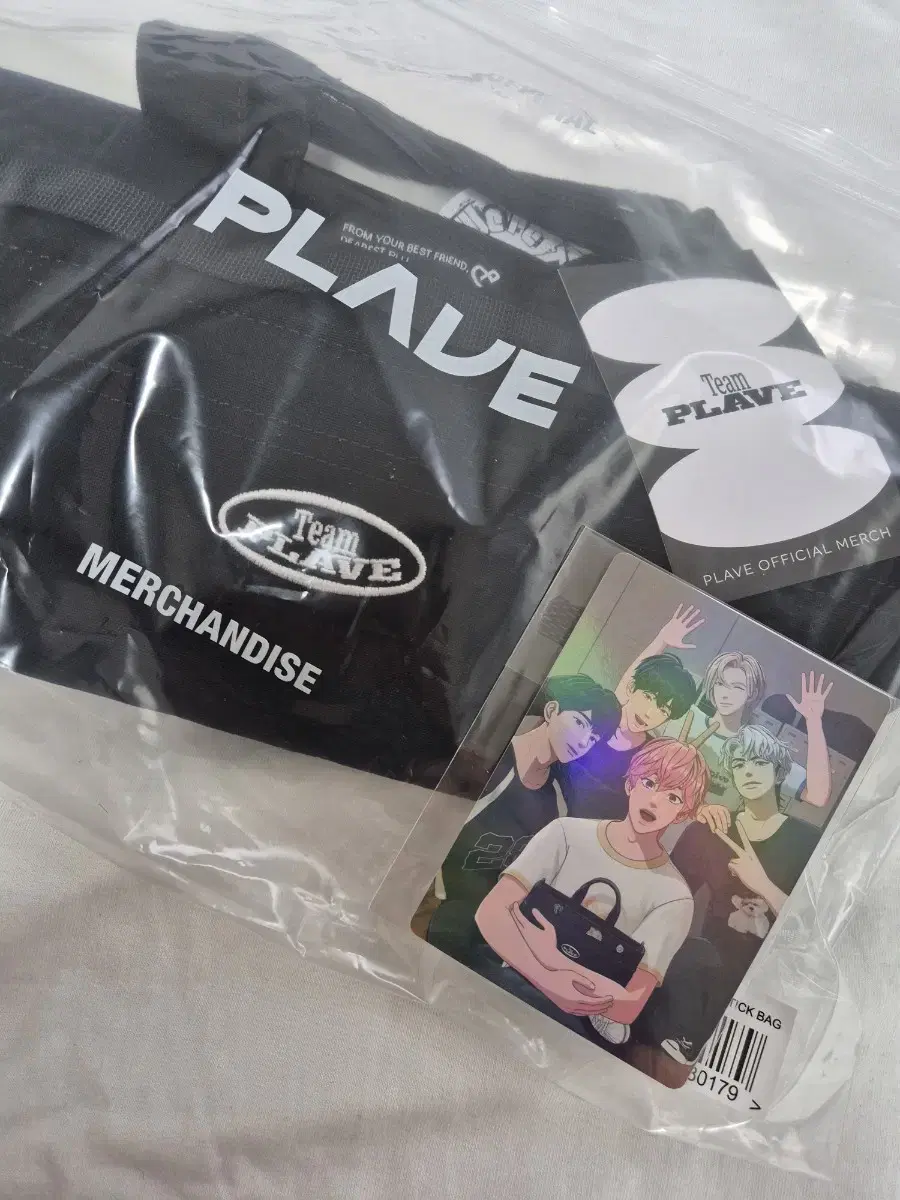 PLAVE
FROM YOUR BEST FRIEND,
Team
PLAVE
MERCHANDISE
Team
PLAVE
PLAVE OFFICIAL MERCH
TICK BAG
30179 >